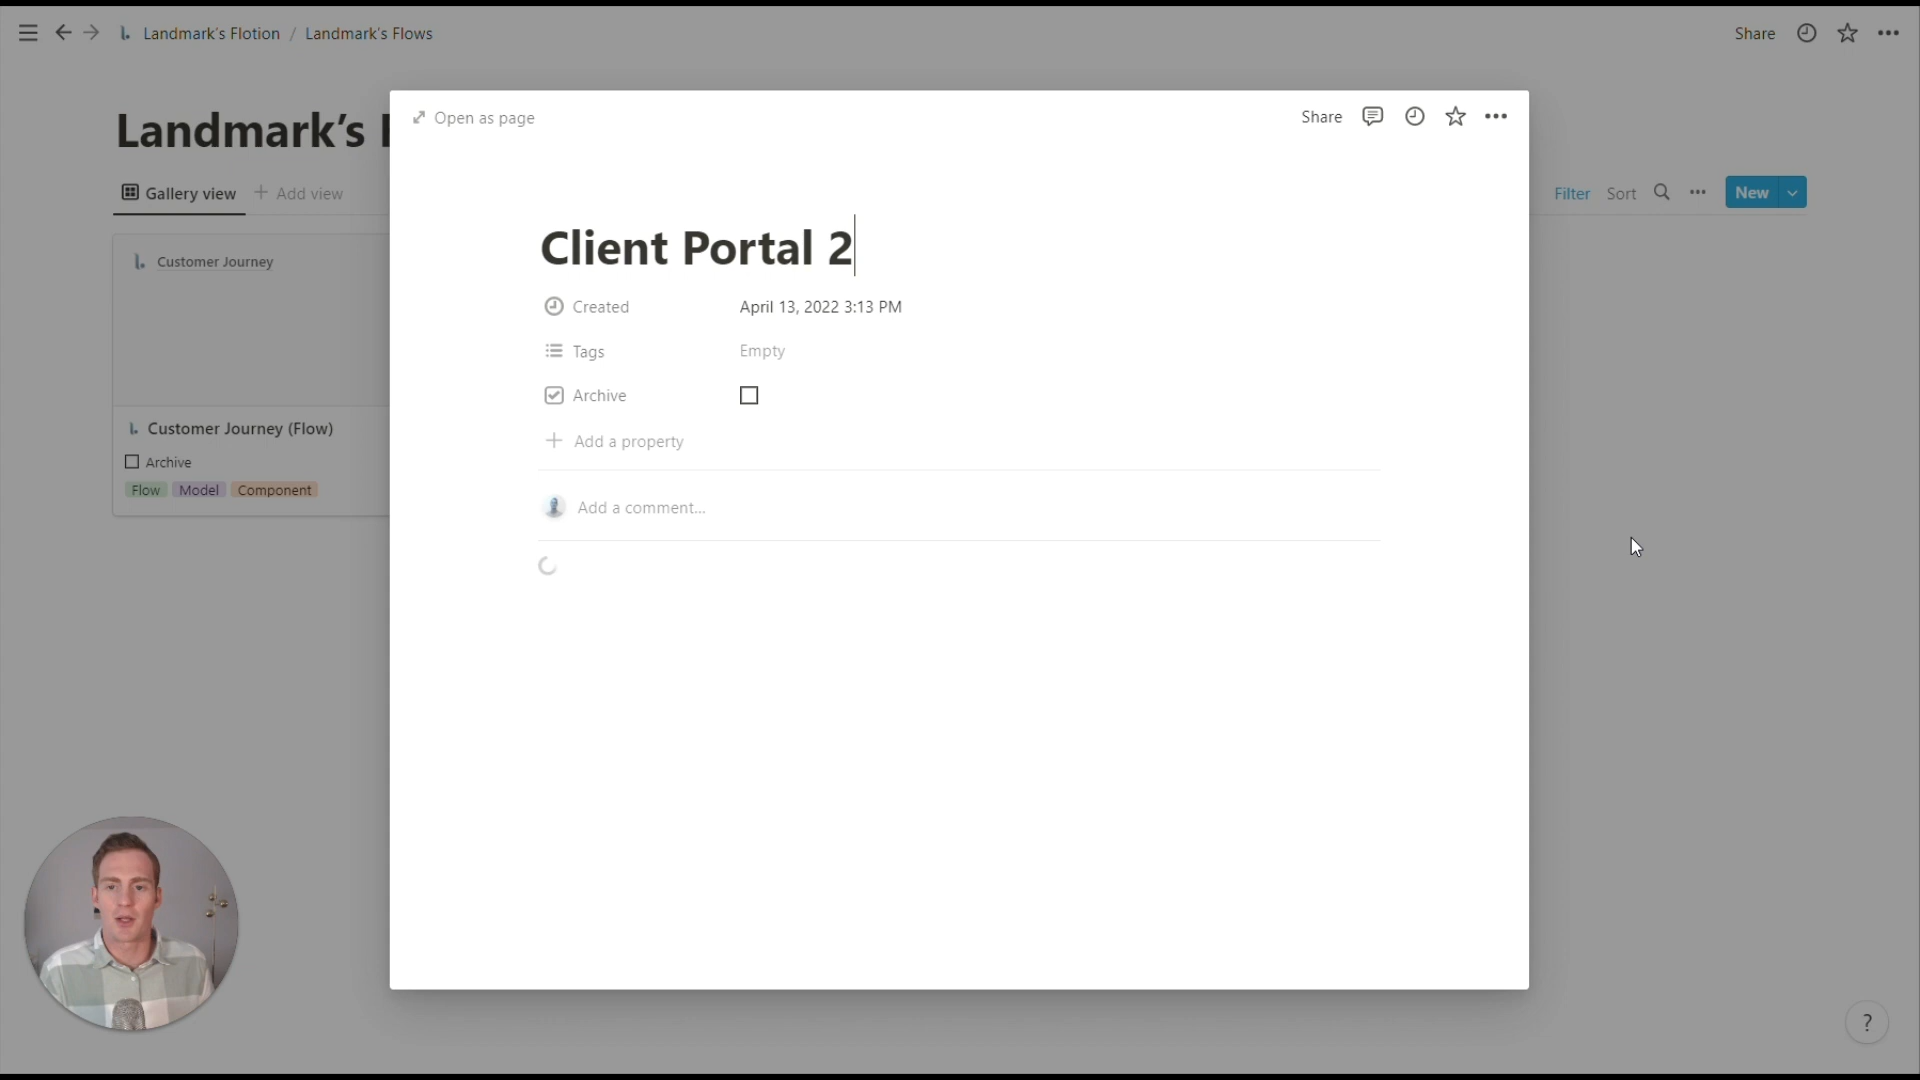 Landmark's Flotion / Landmark's Flows
Share
Landmark's
Gallery view
Add view
Filter
Sort
New
Customer Journey
Customer Journey (Flow)
Archive
Flow Model Component
Open as page
Share
Client Portal 2
Created April 13, 2022 3:13 PM
Tags Empty
Archive
Add a property
Add a comment...
?